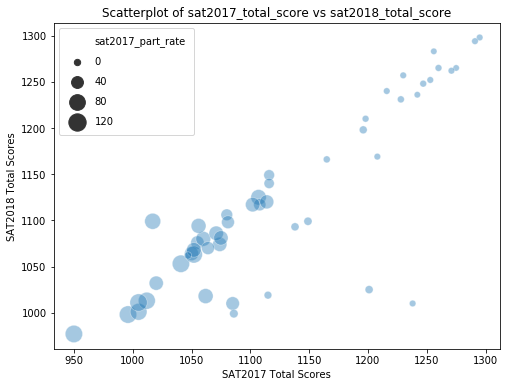 Scatterplot of sat2017_total_score vs sat2018_total_score
sat2017_part_rate
0
40
80
120
SAT2018 Total Scores
1300
1250
1200
1150
1100
1050
1000
950 1000 1050 1100 1150 1200 1250 1300
SAT2017 Total Scores